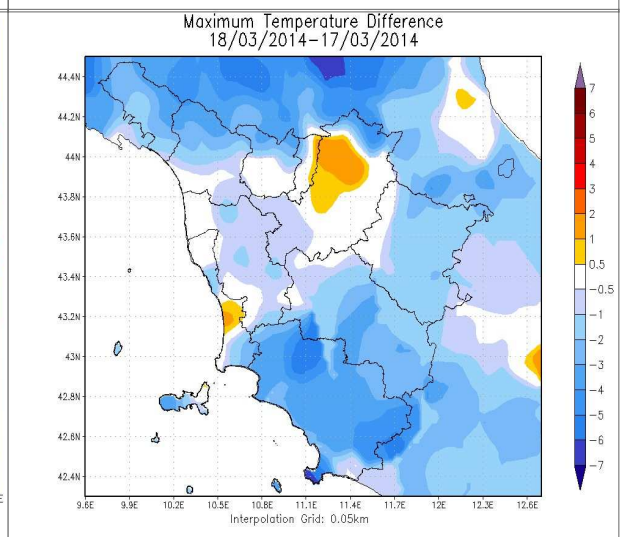 Maximum Temperature Difference
18/03/2014-17/03/2014
44.4N
44.2N
44N
43.8N
43.6N
43.4N
43.2N
43N
42.8N
42.6N
42.4N
9.6E 9.9E 10.2E 10.5E 10.8E 11.1E 11.4E 11.7E 12E 12.3E 12.6E
Interpolation Grid: 0.05km
7
6
5
4
3
2
1
0.5
-0.5
-1
-2
-3
-4
-5
-6
-7
E